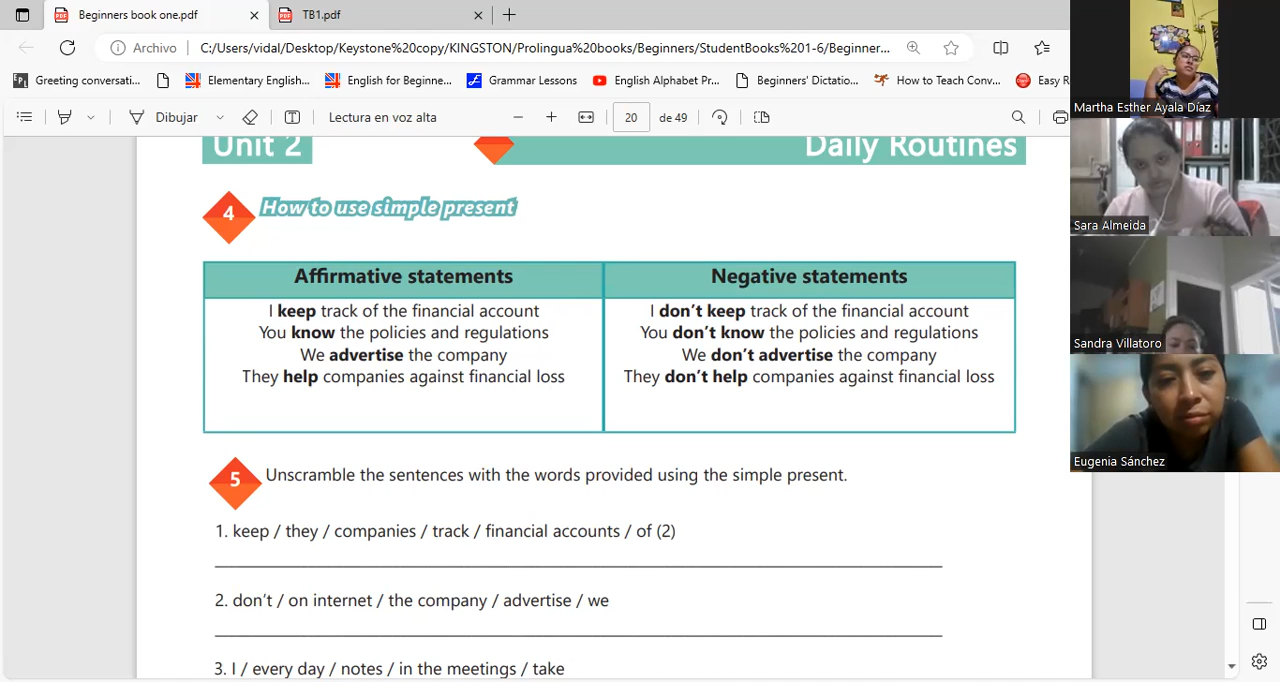 Beginners book one.pdf
TB1.pdf
Archivo
C:/Users/vidal/Desktop/Keystone%20copy/KINGSTON/Prolingua%20books/Beginners/StudentBooks%201-6/Beginner...
Greeting conversati...
Elementary English...
English for Beginne...
Grammar Lessons
English Alphabet Pr...
Beginners' Dictatio...
How to Teach Conv...
Easy R
Dibujar
Lectura en voz alta
20 de 49
Unit 2
Daily Routines
4 How to use simple present
Affirmative statements
I keep track of the financial account
You know the policies and regulations
We advertise the company
They help companies against financial loss
Negative statements
I don't keep track of the financial account
You don't know the policies and regulations
We don't advertise the company
They don't help companies against financial loss
5 Unscramble the sentences with the words provided using the simple present.
1. keep / they / companies / track / financial accounts / of (2)
2. don't / on internet / the company / advertise / we
3. I / every day / notes / in the meetings / take
Martha Esther Ayala Díaz
Sara Almeida
Sandra Villatoro
Eugenia Sánchez